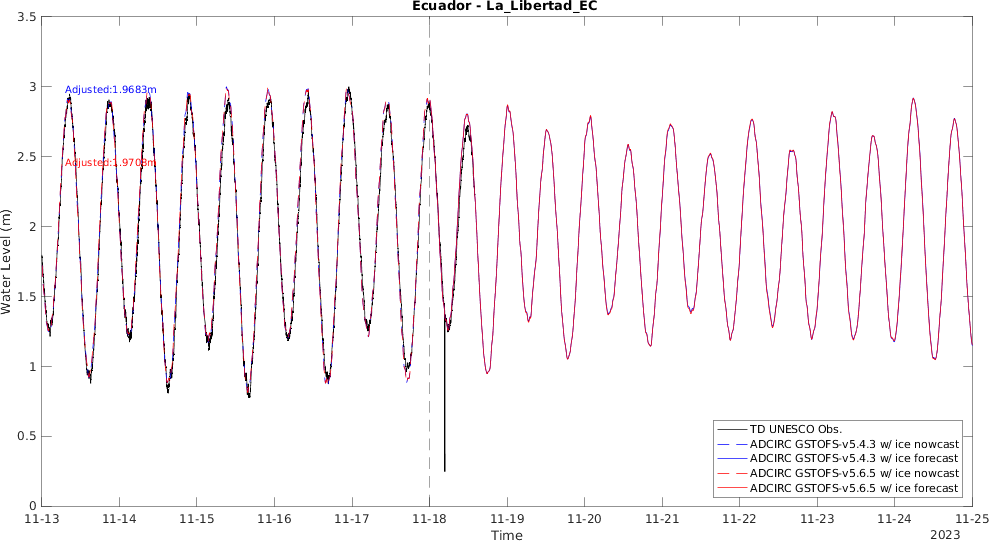 Ecuador - La_Libertad_EC
3.5
3
2.5
2
1.5
1
0.5
0
Water Level (m)
Adjusted:1.9683m
Adjusted:1.9703m
TD UNESCO Obs.
ADCIRC GSTOFS-v5.4.3 w/ ice nowcast
ADCIRC GSTOFS-v5.4.3 w/ ice forecast
ADCIRC GSTOFS-v5.6.5 w/ ice nowcast
ADCIRC GSTOFS-v5.6.5 w/ ice forecast
11-13 11-14 11-15 11-16 11-17 11-18 11-19 11-20 11-21 11-22 11-23 11-24 11-25
Time
2023